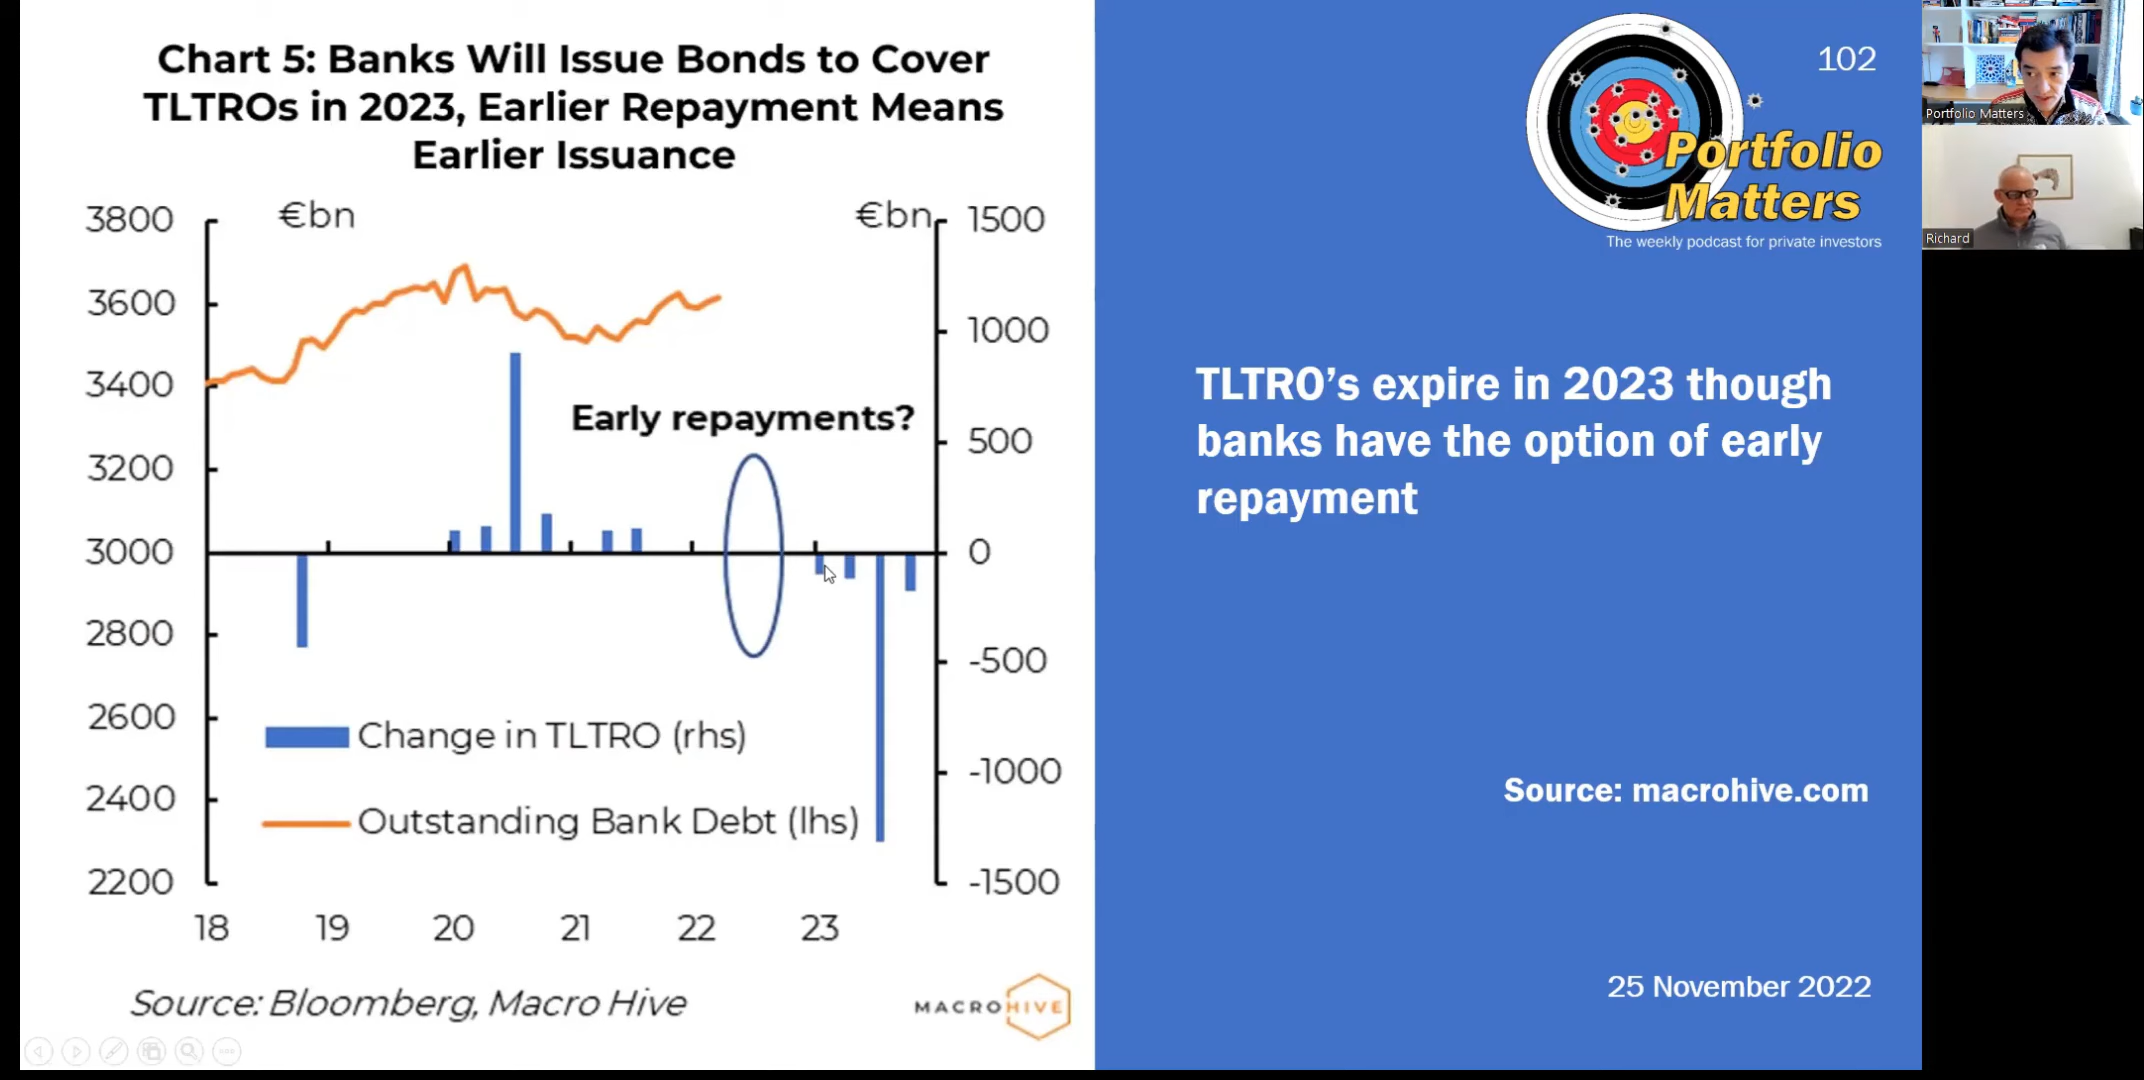 Chart 5: Banks Will Issue Bonds to Cover
TLTROs in 2023, Earlier Repayment Means
Earlier Issuance
€bn
€bn
3800
3600
3400
3200
3000
2800
2600
2400
2200
1500
1000
500
0
-500
-1000
-1500
Early repayments?
Change in TLTRO (rhs)
Outstanding Bank Debt (lhs)
18 19 20 21 22 23
Source: Bloomberg, Macro Hive
MACROHIVE
102
Portfolio
Matters
The weekly podcast for private investors
TLTRO’s expire in 2023 though
banks have the option of early
repayment
Source: macrohive.com
25 November 2022
Portfolio Matters
Richard